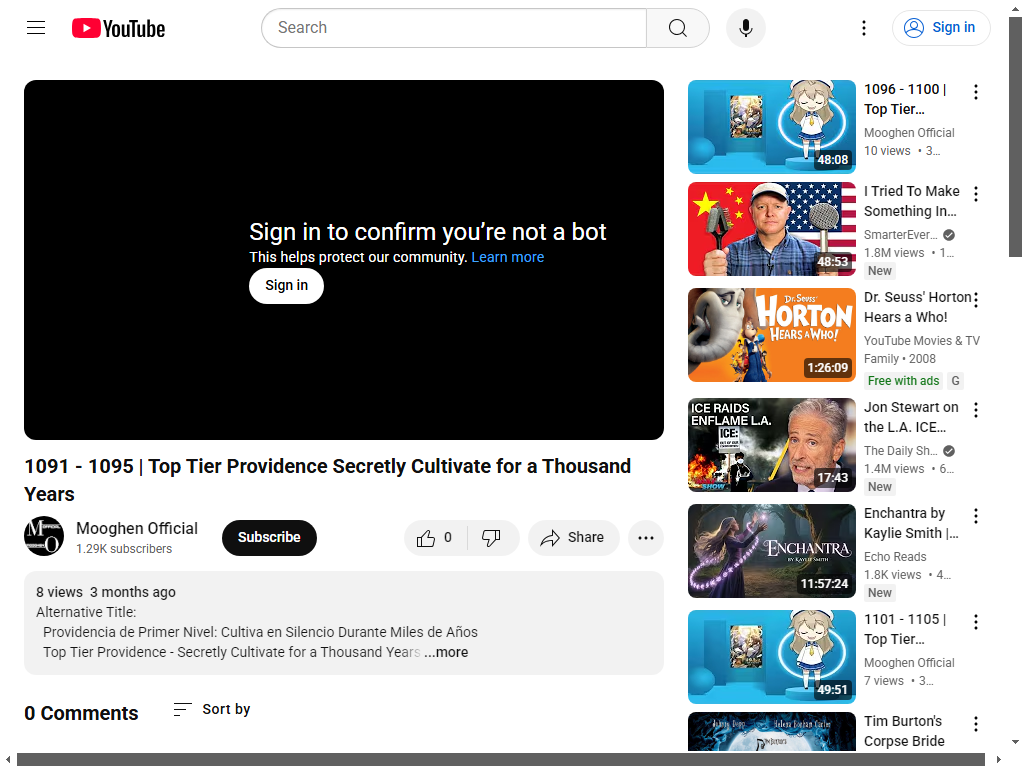 YouTube
Search
Sign in
Sign in to confirm you're not a bot
This helps protect our community. Learn more
Sign in
1091 - 1095 | Top Tier Providence Secretly Cultivate for a Thousand
Years
Mooghen Official
1.29K subscribers
Subscribe
0
Share
8 views 3 months ago
Alternative Title:
Providencia de Primer Nivel: Cultiva en Silencio Durante Miles de Años
Top Tier Providence - Secretly Cultivate for a Thousand Years ...more
0 Comments
Sort by
48:08
1096 - 1100 |
Top Tier...
Mooghen Official
10 views • 3...
48:53
I Tried To Make
Something In...
SmarterEver...
1.8M views • 1...
New
Dr. Seuss'
HORTON
HEARS A WHO!
1:26:09
Dr. Seuss' Horton
Hears a Who!
YouTube Movies & TV
Family • 2008
Free with ads
G
ICE RAIDS
ENFLAME L.A.
ICE:
17:43
Jon Stewart on
the L.A. ICE...
The Daily Sh...
1.4M views • 6...
New
ENCHANTRA
BY KAYLIE SMITH
11:57:24
Enchantra by
Kaylie Smith |...
Echo Reads
1.8K views • 4...
New
49:51
1101 - 1105 |
Top Tier...
Mooghen Official
7 views • 3...
Johnny Depp Helena Bonham Carter
Tim Burton's
Corpse Bride